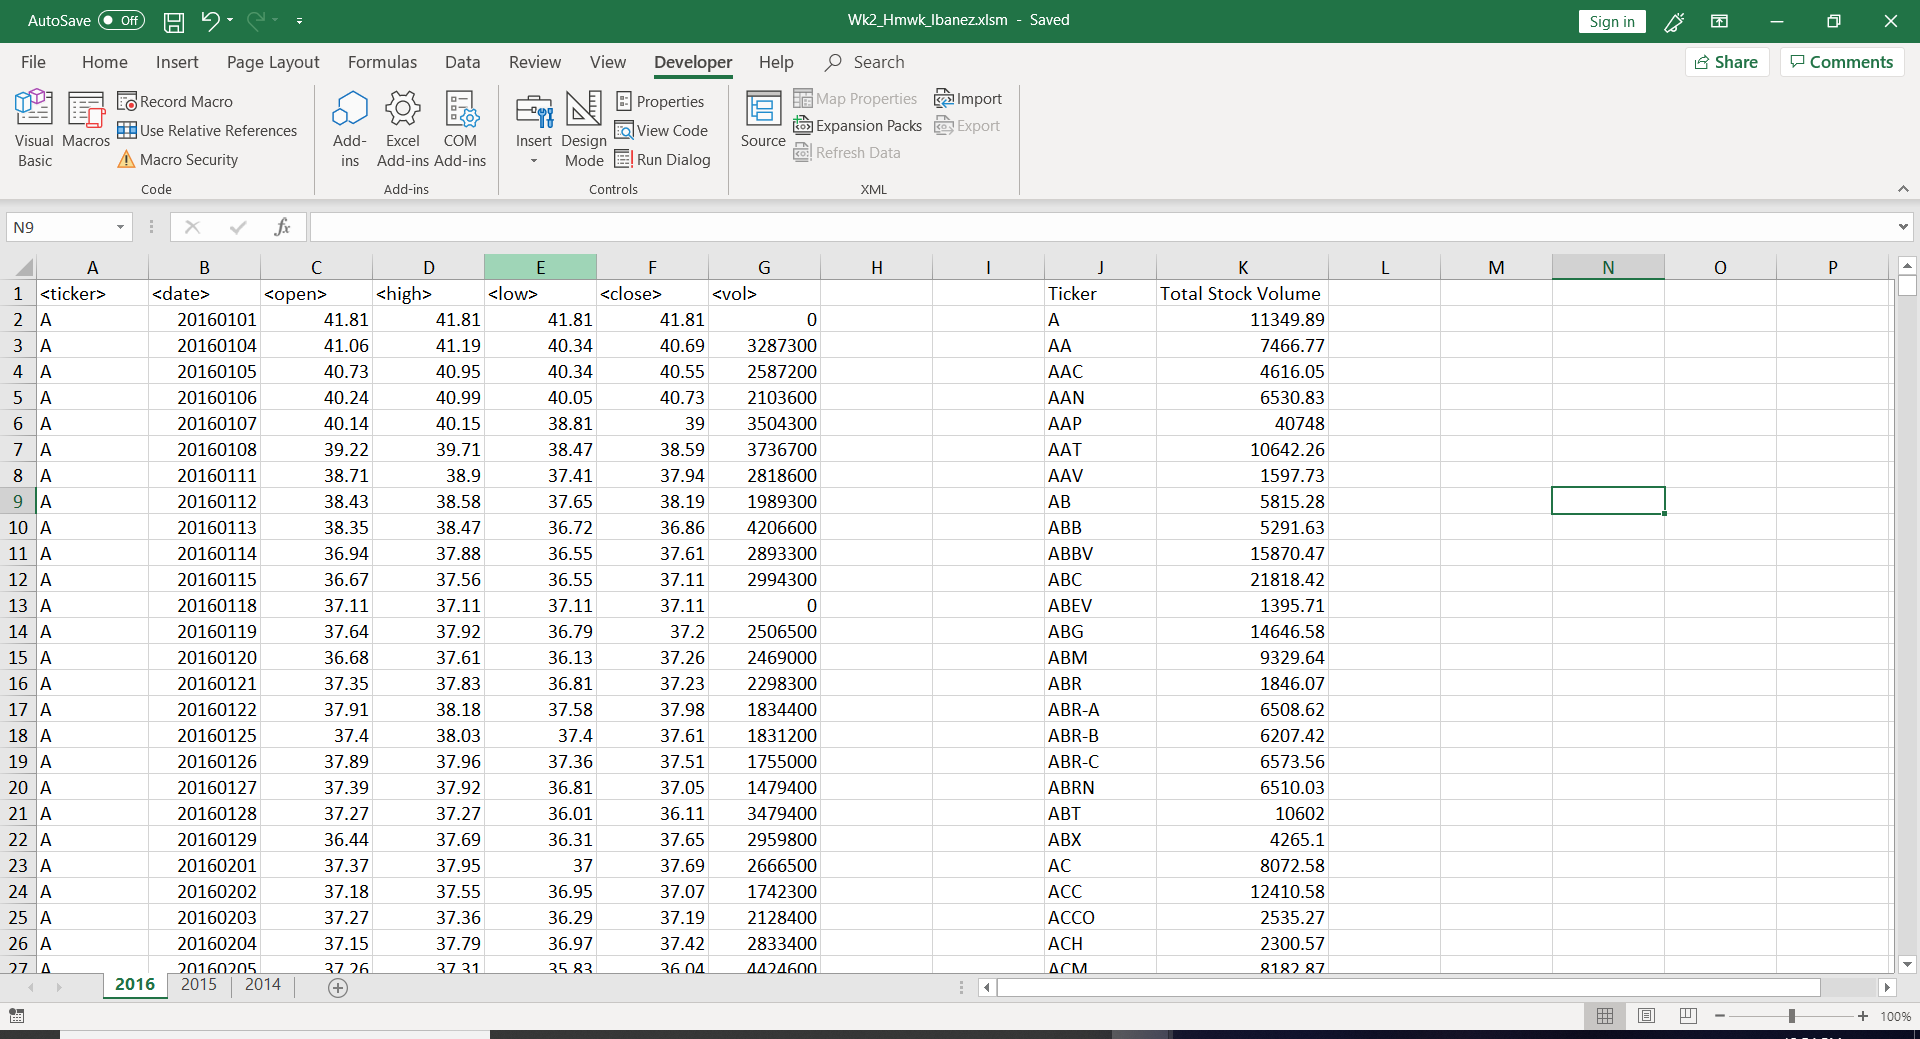 AutoSave Off Wk2_Hmwk_Ibanez.xlsm - Saved Sign in
File Home Insert Page Layout Formulas Data Review View Developer Help Search Share Comments
Visual Basic
Macros
Record Macro
Use Relative References
Macro Security
Code
Add-ins
Excel Add-ins
COM Add-ins
Add-ins
Insert
Design Mode
Properties
View Code
Run Dialog
Controls
Source
Map Properties
Expansion Packs
Refresh Data
Import
Export
XML
N9 fx
A B C D E F G H I J K L M N O P
1 <ticker> <date> <open> <high> <low> <close> <vol> Ticker Total Stock Volume
2 A 20160101 41.81 41.81 41.81 41.81 0 A 11349.89
3 A 20160104 41.06 41.19 40.34 40.69 3287300 AA 7466.77
4 A 20160105 40.73 40.95 40.34 40.55 2587200 AAC 4616.05
5 A 20160106 40.24 40.99 40.05 40.73 2103600 AAN 6530.83
6 A 20160107 40.14 40.15 38.81 39 3504300 AAP 40748
7 A 20160108 39.22 39.71 38.47 38.59 3736700 AAT 10642.26
8 A 20160111 38.71 38.9 37.41 37.94 2818600 AAV 1597.73
9 A 20160112 38.43 38.58 37.65 38.19 1989300 AB 5815.28
10 A 20160113 38.35 38.47 36.72 36.86 4206600 ABB 5291.63
11 A 20160114 36.94 37.88 36.55 37.61 2893300 ABBV 15870.47
12 A 20160115 36.67 37.56 36.55 37.11 2994300 ABC 21818.42
13 A 20160118 37.11 37.11 37.11 37.11 0 ABEV 1395.71
14 A 20160119 37.64 37.92 36.79 37.2 2506500 ABG 14646.58
15 A 20160120 36.68 37.61 36.13 37.26 2469000 ABM 9329.64
16 A 20160121 37.35 37.83 36.81 37.23 2298300 ABR 1846.07
17 A 20160122 37.91 38.18 37.58 37.98 1834400 ABR-A 6508.62
18 A 20160125 37.4 38.03 37.4 37.61 1831200 ABR-B 6207.42
19 A 20160126 37.89 37.96 37.36 37.51 1755000 ABR-C 6573.56
20 A 20160127 37.39 37.92 36.81 37.05 1479400 ABRN 6510.03
21 A 20160128 37.27 37.27 36.01 36.11 3479400 ABT 10602
22 A 20160129 36.44 37.69 36.31 37.65 2959800 ABX 4265.1
23 A 20160201 37.37 37.95 37 37.69 2666500 AC 8072.58
24 A 20160202 37.18 37.55 36.95 37.07 1742300 ACC 12410.58
25 A 20160203 37.27 37.36 36.29 37.19 2128400 ACCO 2535.27
26 A 20160204 37.15 37.79 36.97 37.42 2833400 ACH 2300.57
27 A 20160205 37.26 37.31 35.83 36.04 4424600 ACM 8182.87
2016 2015 2014
100%